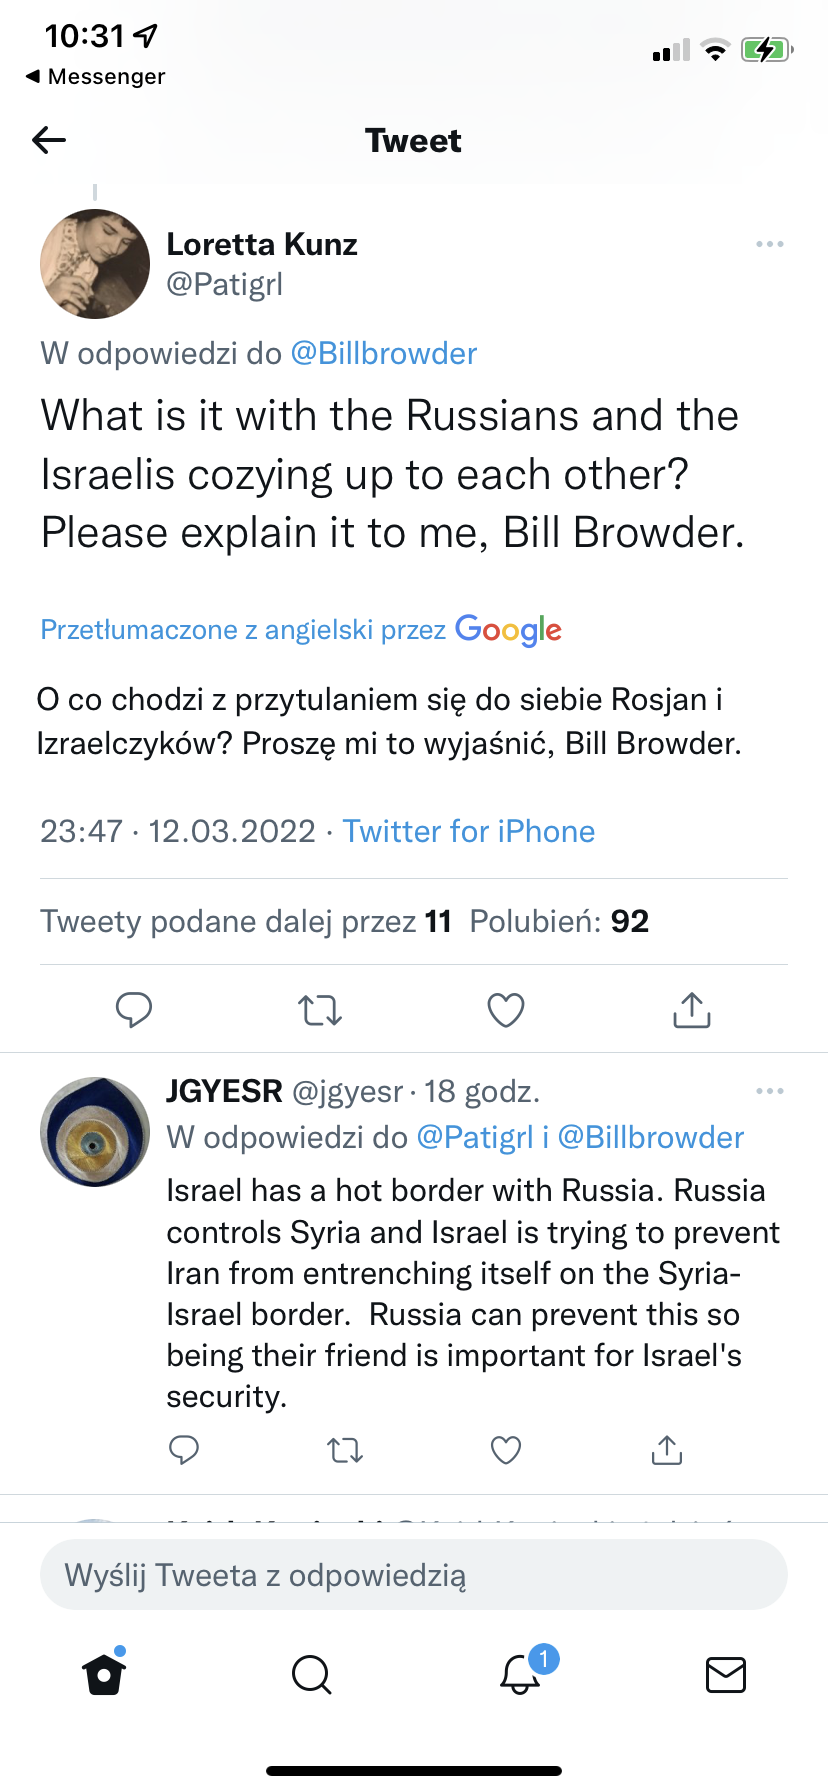 10:31
◀ Messenger
Tweet
Loretta Kunz
@Patigrl
W odpowiedzi do @Billbrowder
What is it with the Russians and the
Israelis cozying up to each other?
Please explain it to me, Bill Browder.
Przetłumaczone z angielski przez Google
O co chodzi z przytulaniem się do siebie Rosjan i
Izraelczyków? Proszę mi to wyjaśnić, Bill Browder.
23:47 · 12.03.2022 · Twitter for iPhone
Tweety podane dalej przez 11 Polubień: 92
JGYESR @jgyesr · 18 godz.
W odpowiedzi do @Patigrl i @Billbrowder
Israel has a hot border with Russia. Russia
controls Syria and Israel is trying to prevent
Iran from entrenching itself on the Syria-
Israel border.  Russia can prevent this so
being their friend is important for Israel's
security.
Wyślij Tweeta z odpowiedzią
1